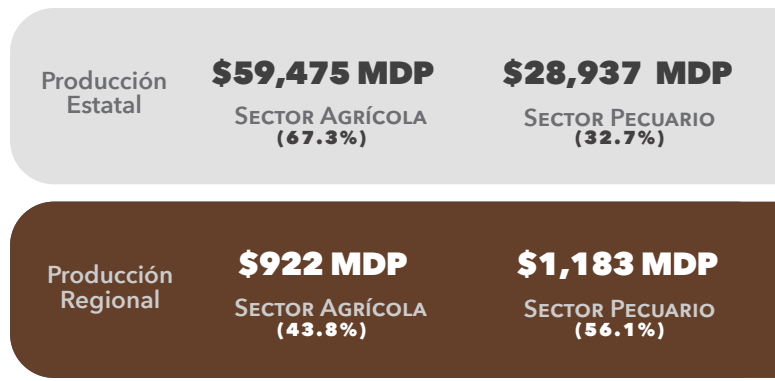 Producción
Estatal
$59,475 MDP
Sector Agrícola
(67.3%)
$28,937 MDP
Sector Pecuario
(32.7%)
Producción
Regional
$922 MDP
Sector Agrícola
(43.8%)
$1,183 MDP
Sector Pecuario
(56.1%)